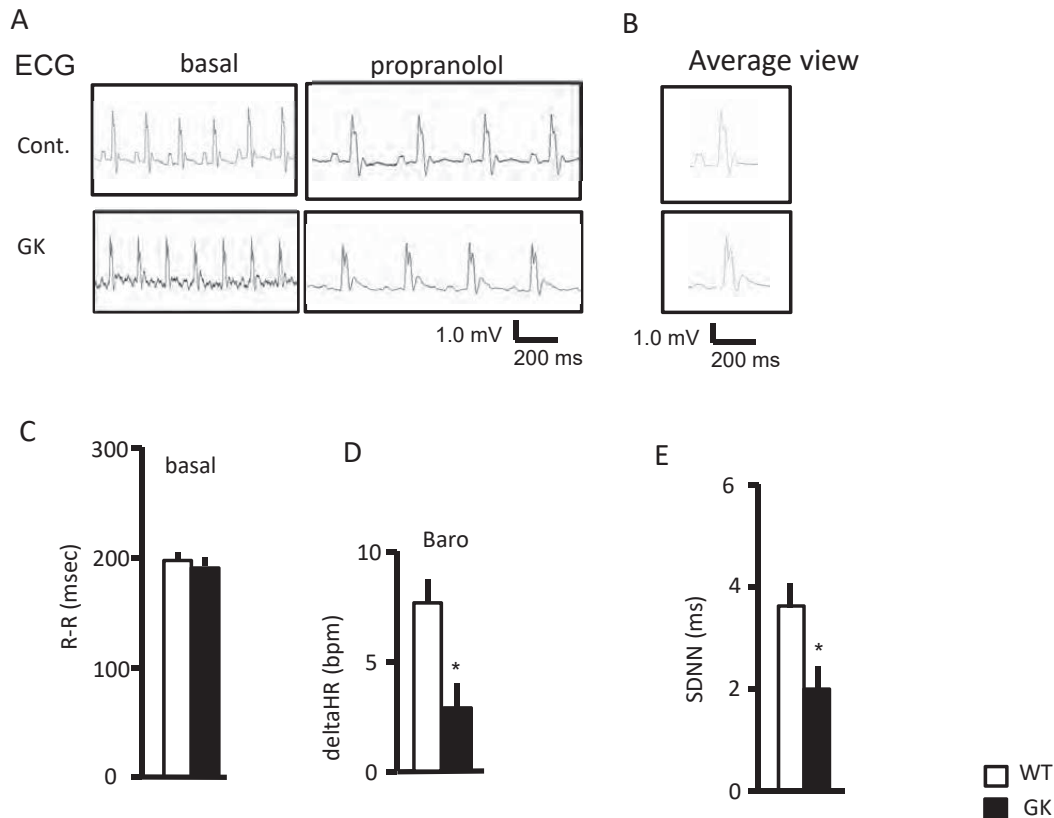 A
B
ECG
basal
propranolol
Average view
Cont.
GK
1.0 mV
200 ms
1.0 mV
200 ms
C
D
E
300
basal
200
100
0
R-R (msec)
Baro
10
5
0
deltaHR (bpm)
*
6
4
2
0
SDNN (ms)
*
WT
GK